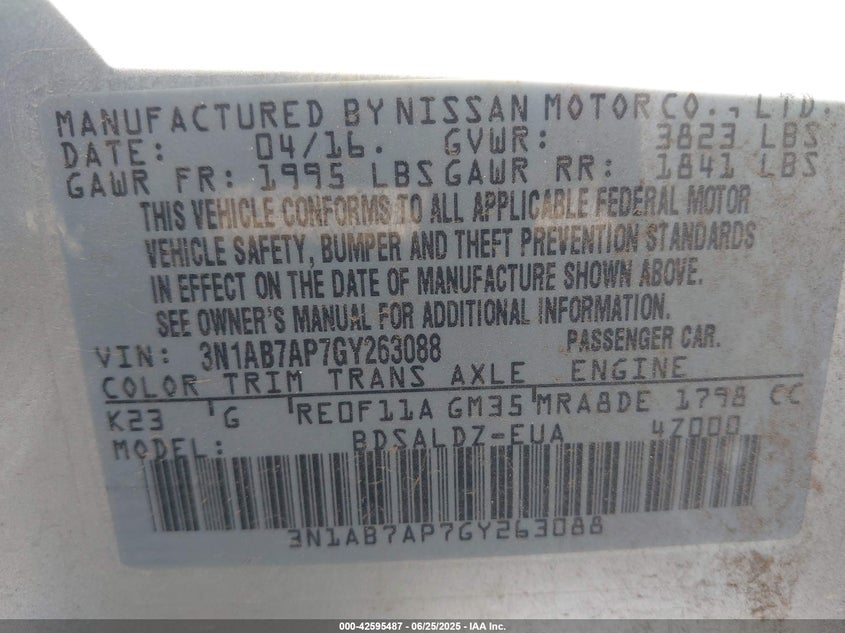 MANUFACTURED BY NISSAN MOTOR CO., LTD.
DATE: 04/16. GVWR: 3823 LBS
GAWR FR: 1995 LBS GAWR RR: 1841 LBS
THIS VEHICLE CONFORMS TO ALL APPLICABLE FEDERAL MOTOR
VEHICLE SAFETY, BUMPER AND THEFT PREVENTION STANDARDS
IN EFFECT ON THE DATE OF MANUFACTURE SHOWN ABOVE.
SEE OWNER'S MANUAL FOR ADDITIONAL INFORMATION.
VIN: 3N1AB7AP7GY263088 PASSENGER CAR.
COLOR TRIM TRANS AXLE ENGINE
K23 G RE0F11A GM35 MRA8DE 1798 CC
MODEL: BDSALDZ-EUA 4Z000
3N1AB7AP7GY263088
000-42595487 - 06/25/2025 - IAA Inc.